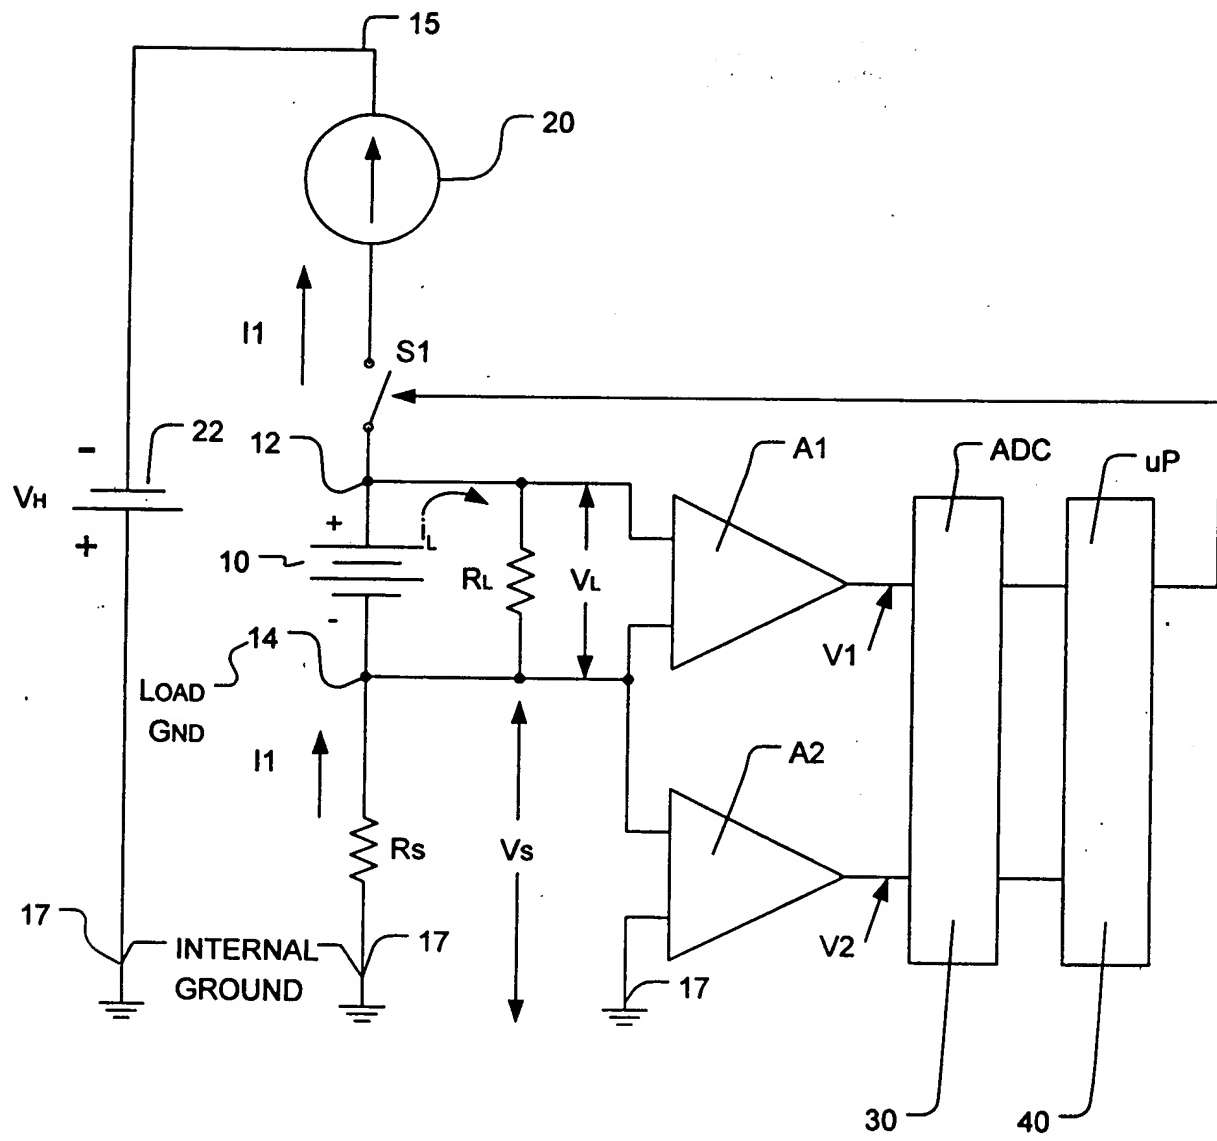 15
20
I1
S1
12
22
A1
ADC
uP
-
VH
+
+
iL
10
RL
VL
V1
-
14
LOAD
GND
I1
A2
Rs
Vs
17
INTERNAL
GROUND
17
17
V2
30
40